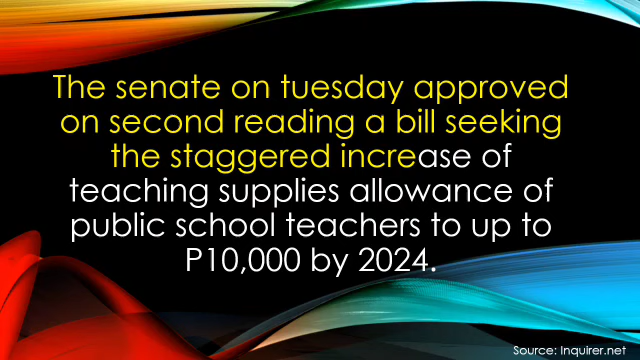 The senate on tuesday approved
on second reading a bill seeking
the staggered increase of
teaching supplies allowance of
public school teachers to up to
P10,000 by 2024.
Source: Inquirer.net